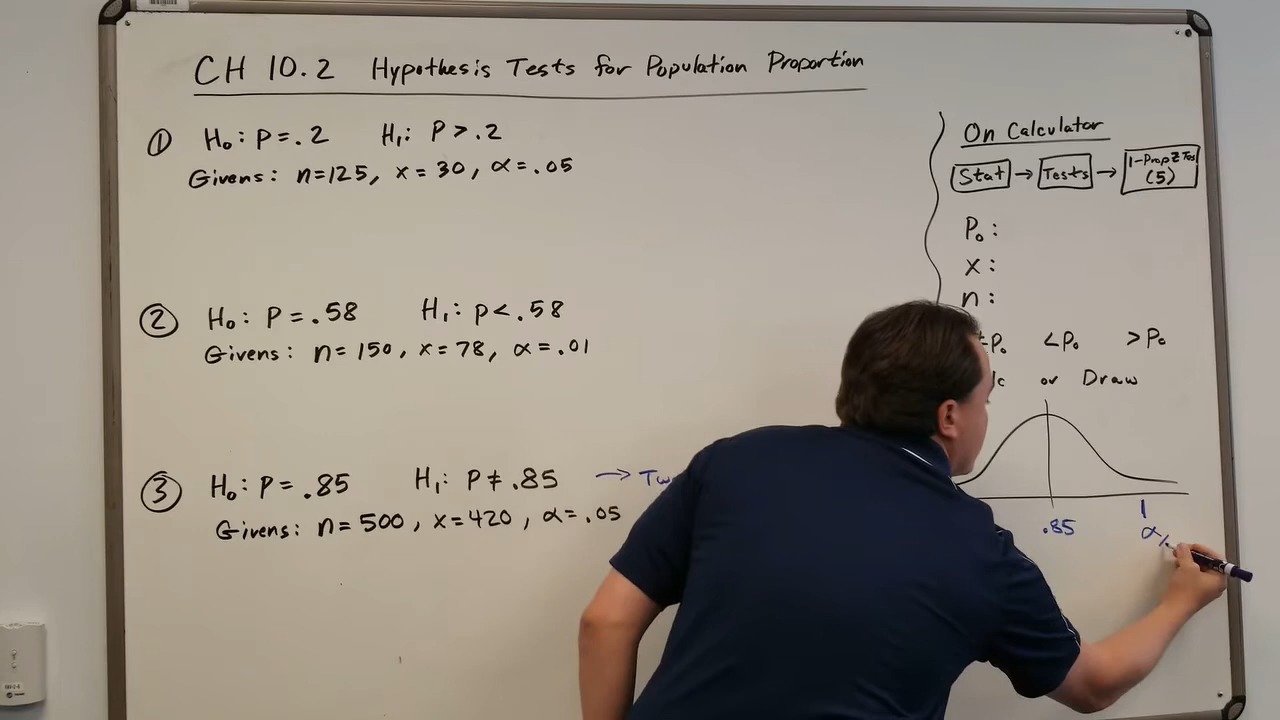 CH 10.2 Hypothesis Tests for Population Proportion
① H₀: P = .2 H₁: P > .2
Givens: n=125, x = 30, α = .05
② H₀: P = .58 H₁: p < .58
Givens: n = 150, x = 78, α = .01
③ H₀: P = .85 H₁: P ≠ .85 →
Givens: n = 500, x = 420, α = .05
On Calculator
Stat → Tests → 1-PropZTest
(5)
P₀:
x:
n:
≠P₀ <P₀ >P₀
or Draw
.85
α/